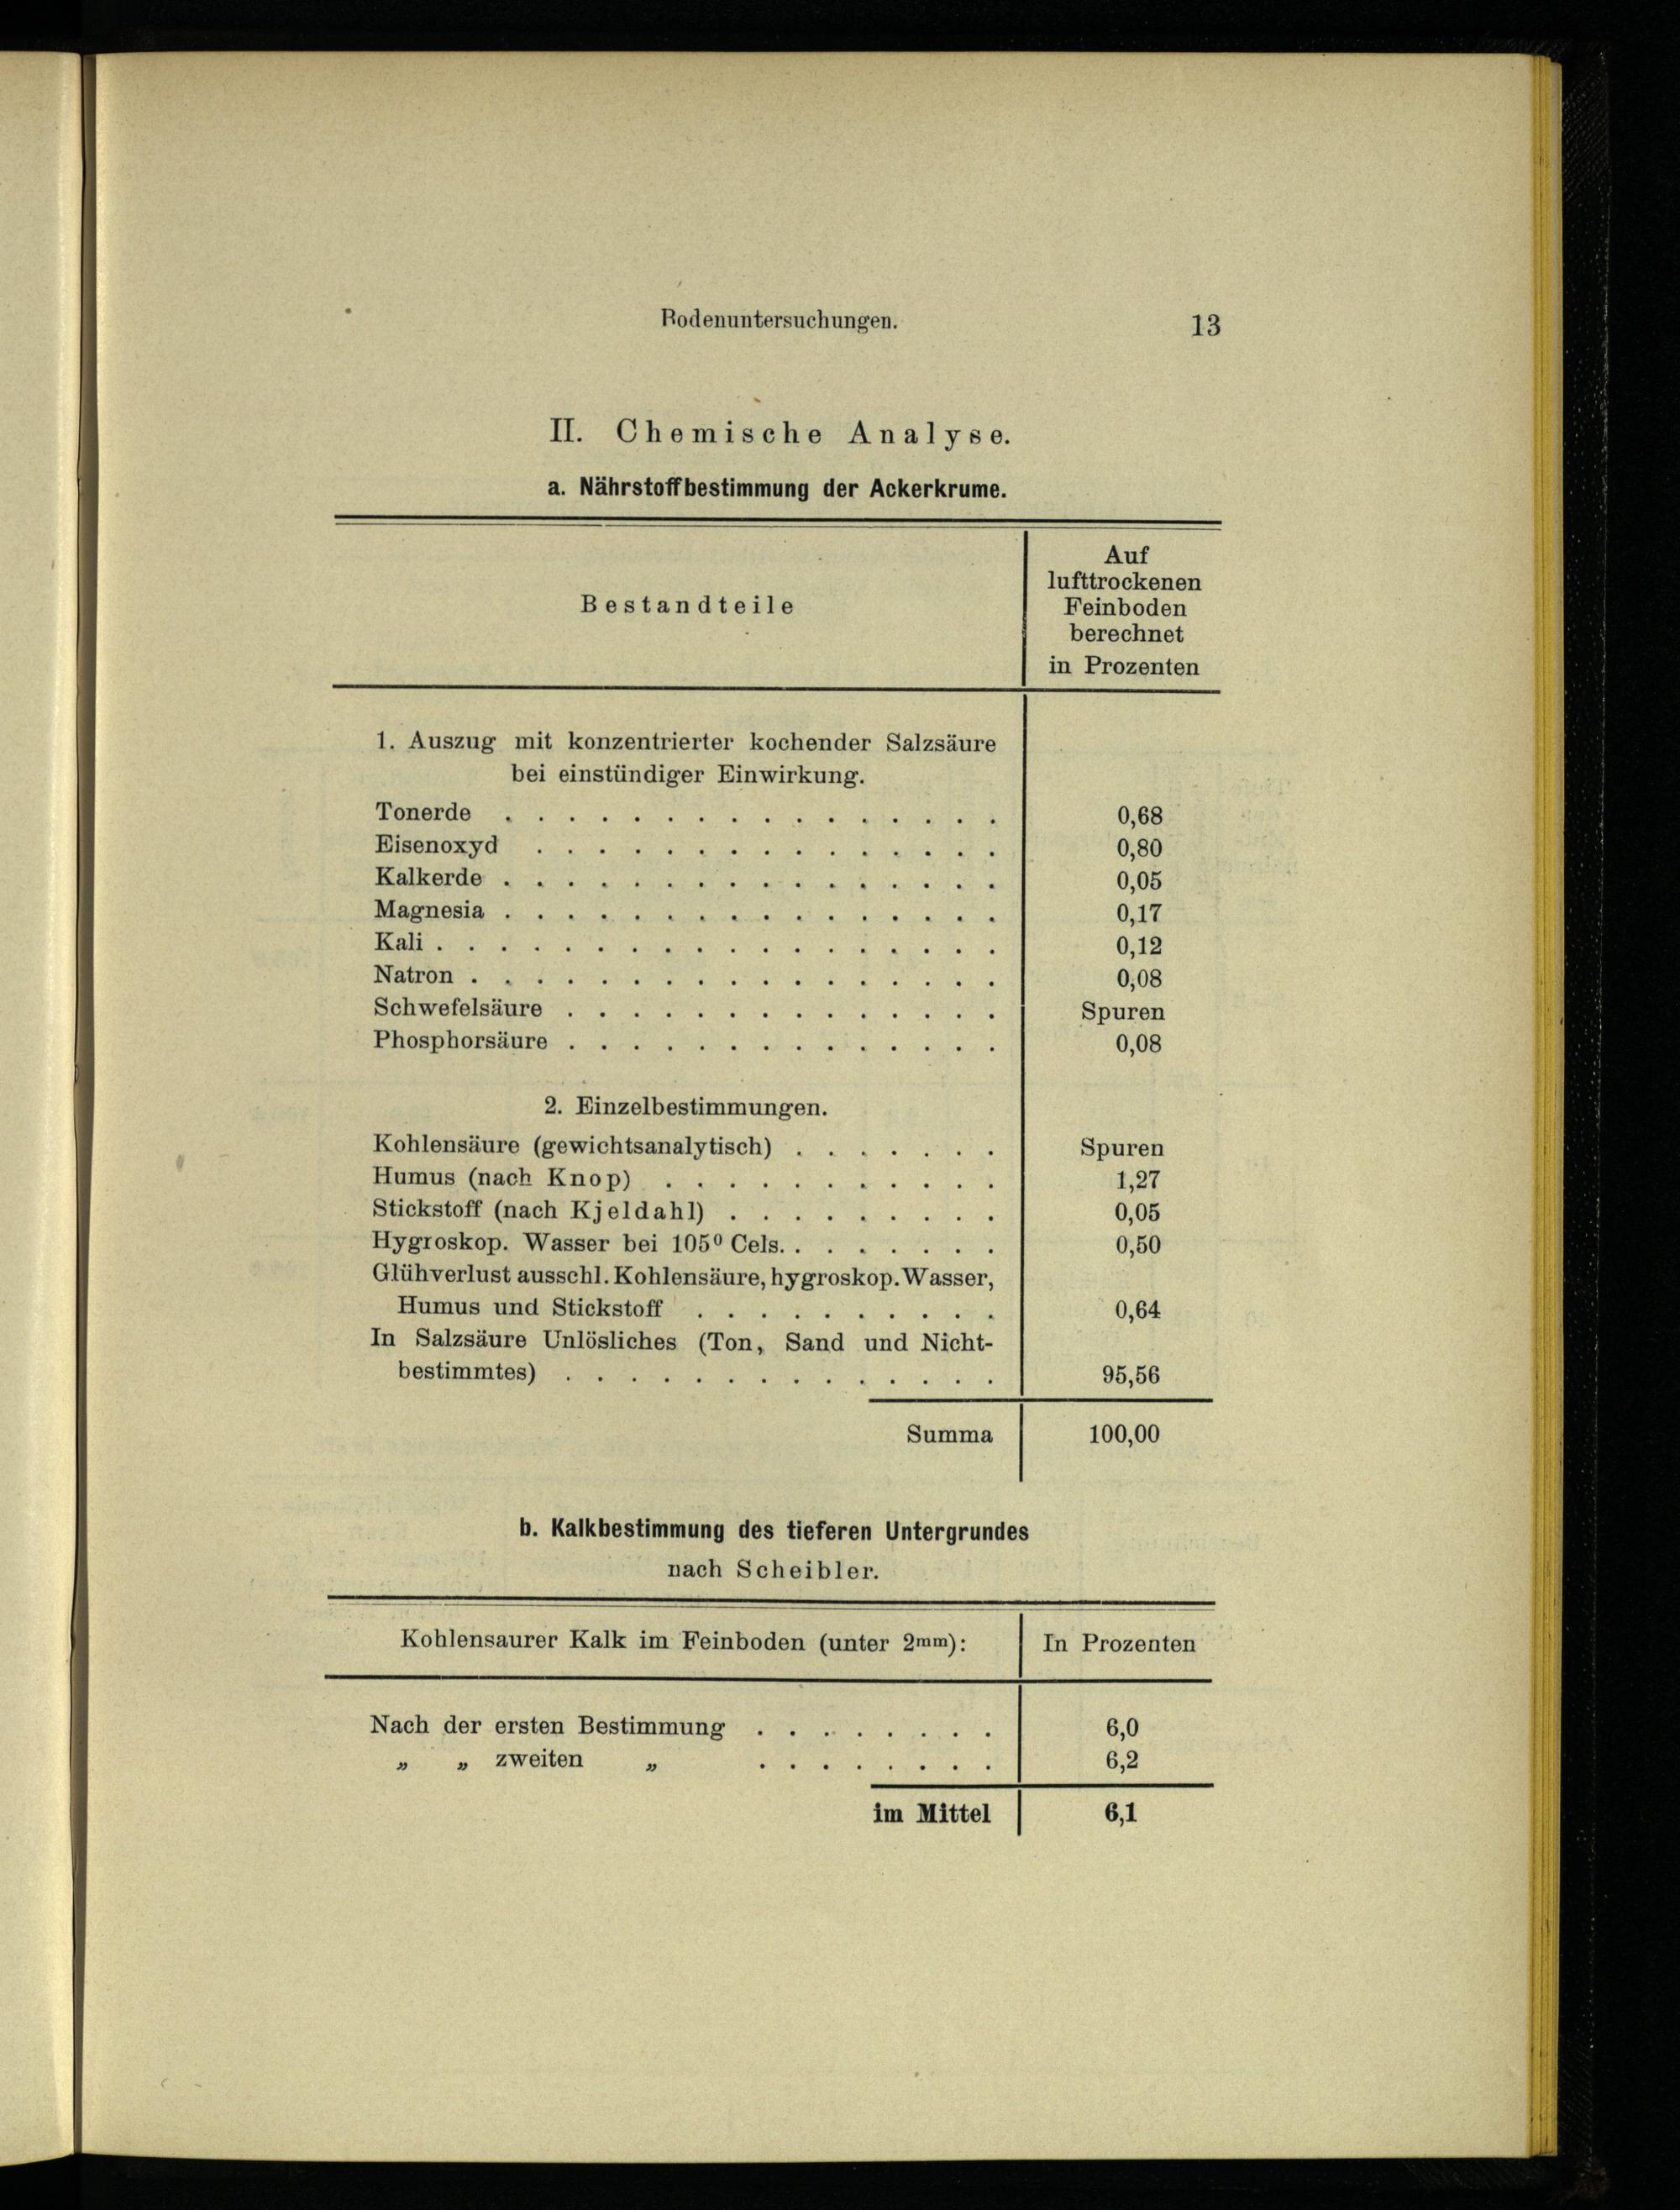 Bodenuntersuchungen. 13
II. Chemische Analyse.
a. Nährstoffbestimmung der Ackerkrume.
Bestandteile
Auf
lufttrockenen
Feinboden
berechnet
in Prozenten
1. Auszug mit konzentrierter kochender Salzsäure
bei einstündiger Einwirkung.
Tonerde . . . . . . . . . . . . . . . . 0,68
Eisenoxyd . . . . . . . . . . . . . . . 0,80
Kalkerde . . . . . . . . . . . . . . . . 0,05
Magnesia . . . . . . . . . . . . . . . . 0,17
Kali . . . . . . . . . . . . . . . . . . 0,12
Natron . . . . . . . . . . . . . . . . . 0,08
Schwefelsäure . . . . . . . . . . . . . . Spuren
Phosphorsäure . . . . . . . . . . . . . . 0,08
2. Einzelbestimmungen.
Kohlensäure (gewichtsanalytisch) . . . . . . . Spuren
Humus (nach Knop) . . . . . . . . . . . 1,27
Stickstoff (nach Kjeldahl) . . . . . . . . . 0,05
Hygroskop. Wasser bei 105⁰ Cels. . . . . . . . 0,50
Glühverlust ausschl. Kohlensäure, hygroskop. Wasser,
Humus und Stickstoff . . . . . . . . . . 0,64
In Salzsäure Unlösliches (Ton, Sand und Nicht-
bestimmtes) . . . . . . . . . . . . . . 95,56
Summa 100,00
b. Kalkbestimmung des tieferen Untergrundes
nach Scheibler.
Kohlensaurer Kalk im Feinboden (unter 2mm): In Prozenten
Nach der ersten Bestimmung . . . . . . . . 6,0
„ „ zweiten „ . . . . . . . . 6,2
im Mittel 6,1